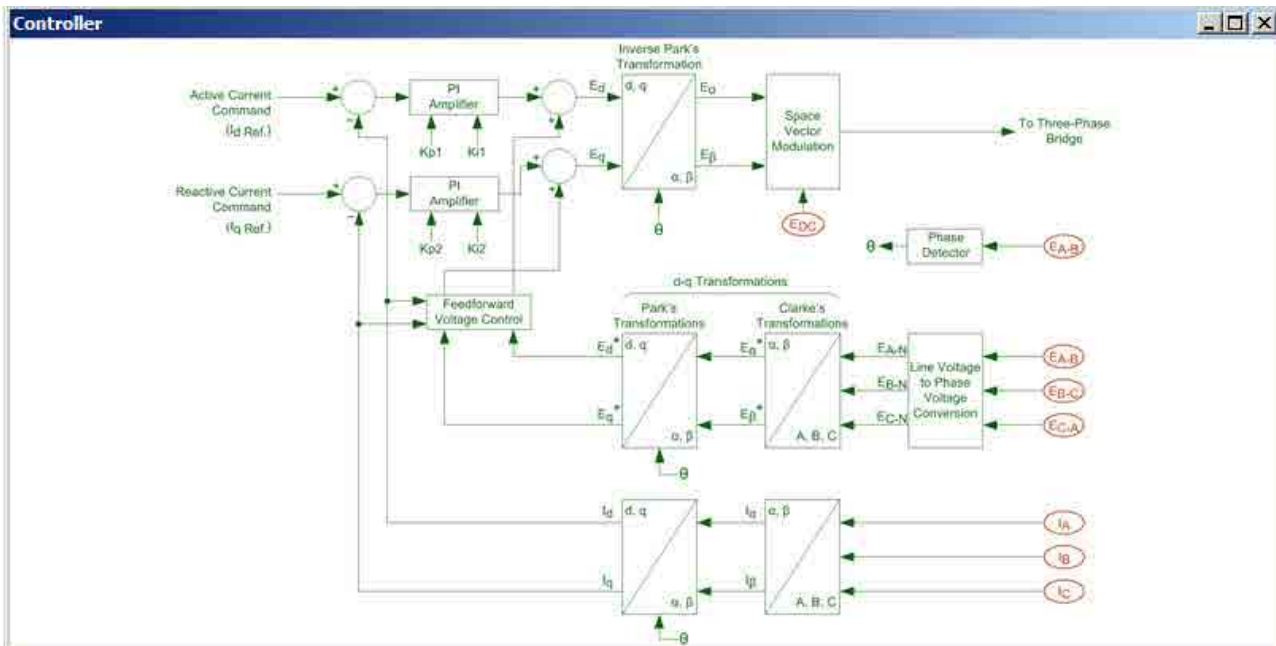 Controller
Inverse Park's
Transformation
Active Current
Command
(Id Ref.)
+
−
PI
Amplifier
Kp1
Ki1
+
+
Ed
d, q
α, β
Eα
Eβ
θ
Space
Vector
Modulation
EDC
To Three-Phase
Bridge
Reactive Current
Command
(Iq Ref.)
+
−
PI
Amplifier
Kp2
Ki2
+
+
Eq
θ
Phase
Detector
EA-B
d-q Transformations
Feedforward
Voltage Control
Park's
Transformations
Clarke's
Transformations
Ed*
Eq*
d, q
α, β
θ
Eα*
Eβ*
α, β
A, B, C
EA-N
EB-N
EC-N
Line Voltage
to Phase
Voltage
Conversion
EA-B
EB-C
EC-A
Id
Iq
d, q
α, β
θ
Iα
Iβ
α, β
A, B, C
IA
IB
IC